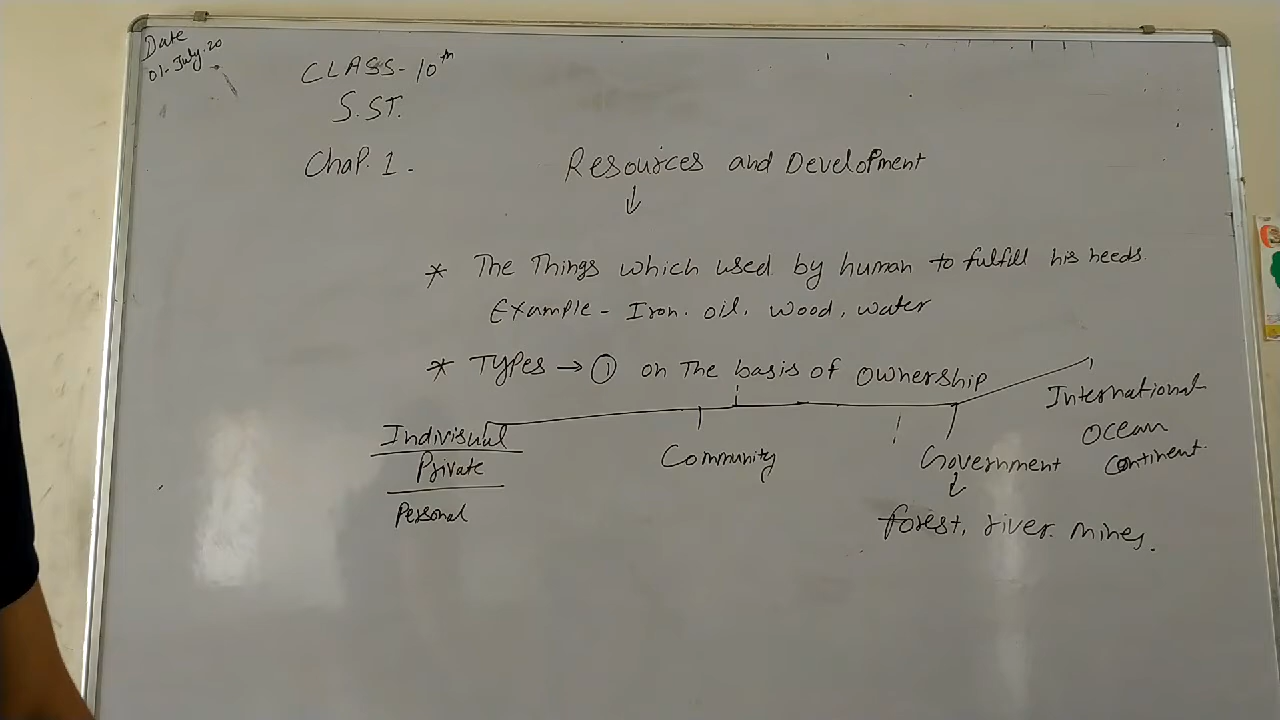 Date
01-July-20
CLASS-10th
S.ST.
Chap. 1.
Resources and Development
* The Things which used by human to fulfill his needs.
Example - Iron. oil, wood, water
* Types → ① on The basis of ownership
Indivisual
Private
Personal
Community
Government
forest, river. mines.
International
Ocean
Continent.